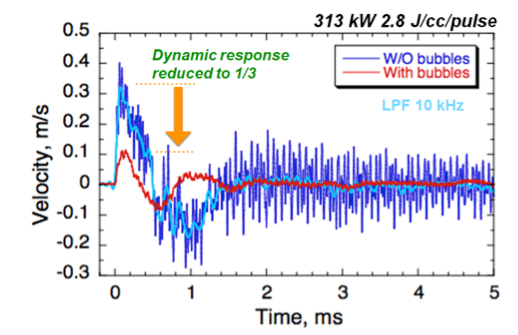 313 kW 2.8 J/cc/pulse
0.5
Dynamic response
reduced to 1/3
W/O bubbles
With bubbles
LPF 10 kHz
0.4
0.3
0.2
0.1
0
-0.1
-0.2
-0.3
Velocity, m/s
0 1 2 3 4 5
Time, ms